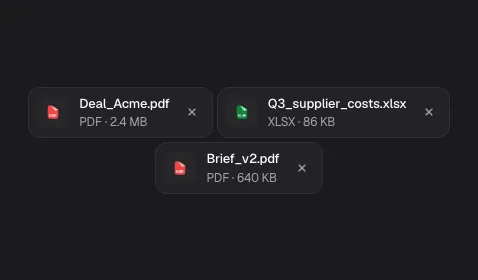 Deal_Acme.pdf
PDF · 2.4 MB
Q3_supplier_costs.xlsx
XLSX · 86 KB
Brief_v2.pdf
PDF · 640 KB